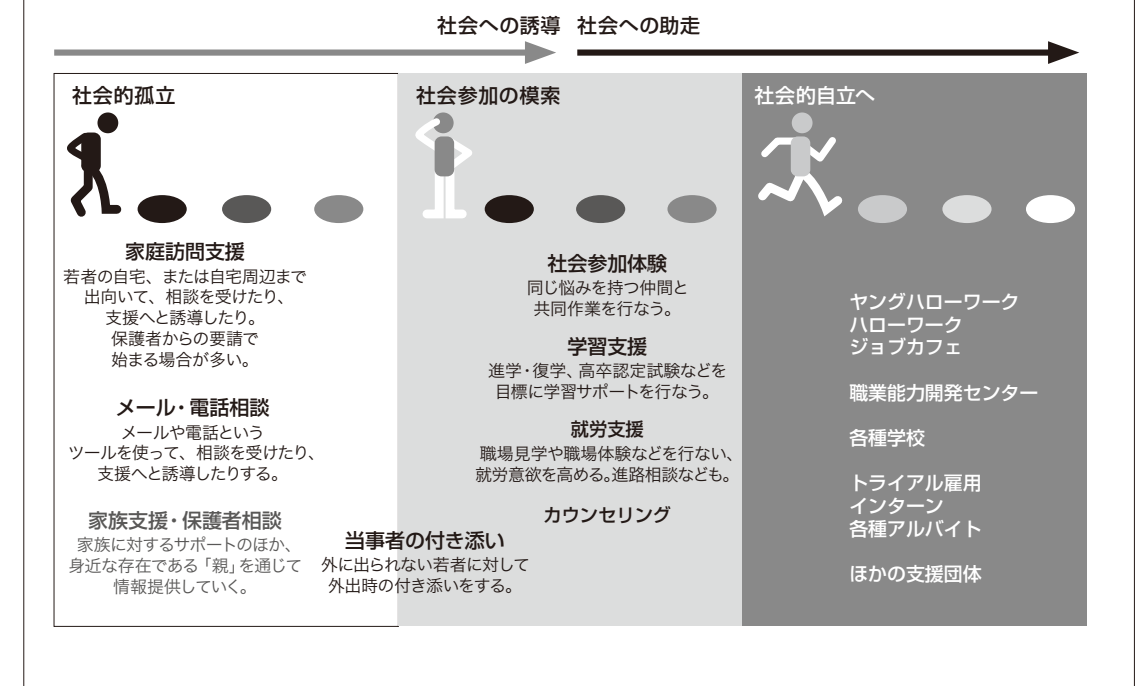 社会への誘導
社会への助走
社会的孤立
家庭訪問支援
若者の自宅、または自宅周辺まで
出向いて、相談を受けたり、
支援へと誘導したり。
保護者からの要請で
始まる場合が多い。
メール・電話相談
メールや電話という
ツールを使って、相談を受けたり、
支援へと誘導したりする。
家族支援・保護者相談
家族に対するサポートのほか、
身近な存在である「親」を通じて
情報提供していく。
当事者の付き添い
外に出られない若者に対して
外出時の付き添いをする。
社会参加の模索
社会参加体験
同じ悩みを持つ仲間と
共同作業を行なう。
学習支援
進学・復学、高卒認定試験などを
目標に学習サポートを行なう。
就労支援
職場見学や職場体験などを行ない、
就労意欲を高める。進路相談なども。
カウンセリング
社会的自立へ
ヤングハローワーク
ハローワーク
ジョブカフェ
職業能力開発センター
各種学校
トライアル雇用
インターン
各種アルバイト
ほかの支援団体